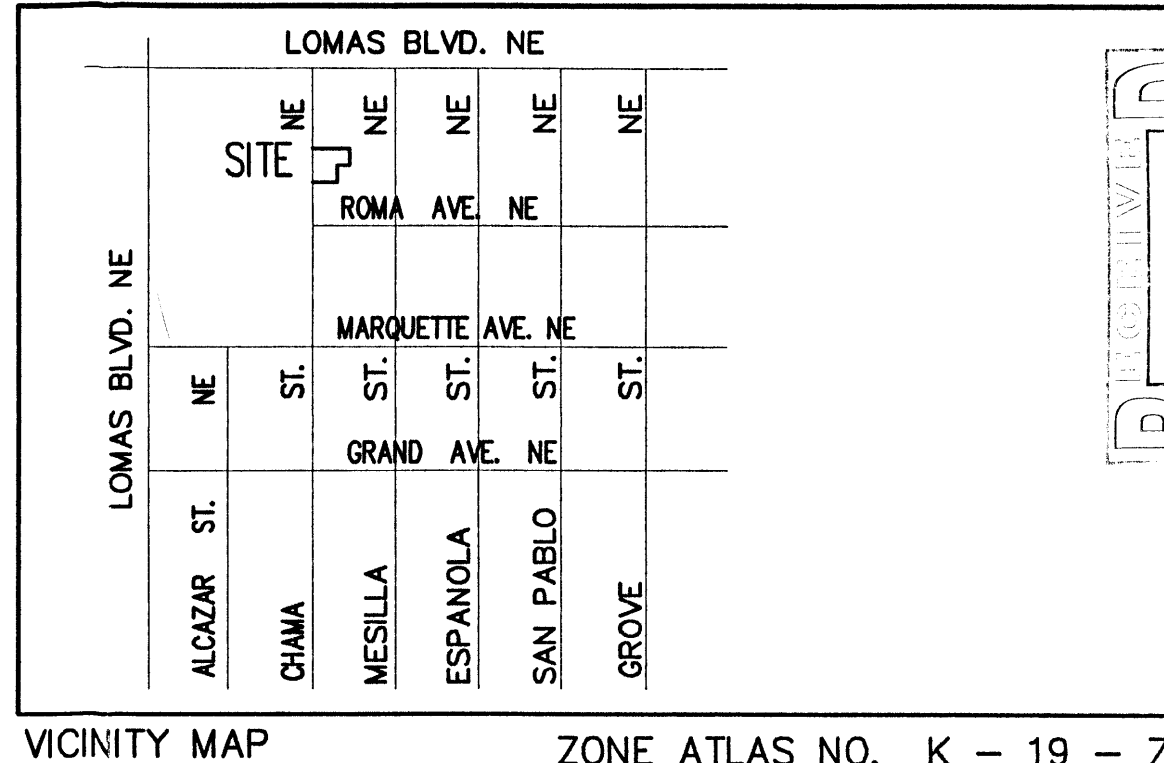 LOMAS BLVD. NE
CHAMA ST. NE
MESILLA ST. NE
ESPANOLA ST. NE
SAN PABLO ST. NE
GROVE ST. NE
SITE
ROMA AVE. NE
LOMAS BLVD. NE
MARQUETTE AVE. NE
ALCAZAR ST. NE
GRAND AVE. NE
VICINITY MAP
ZONE ATLAS NO. K - 19 - Z